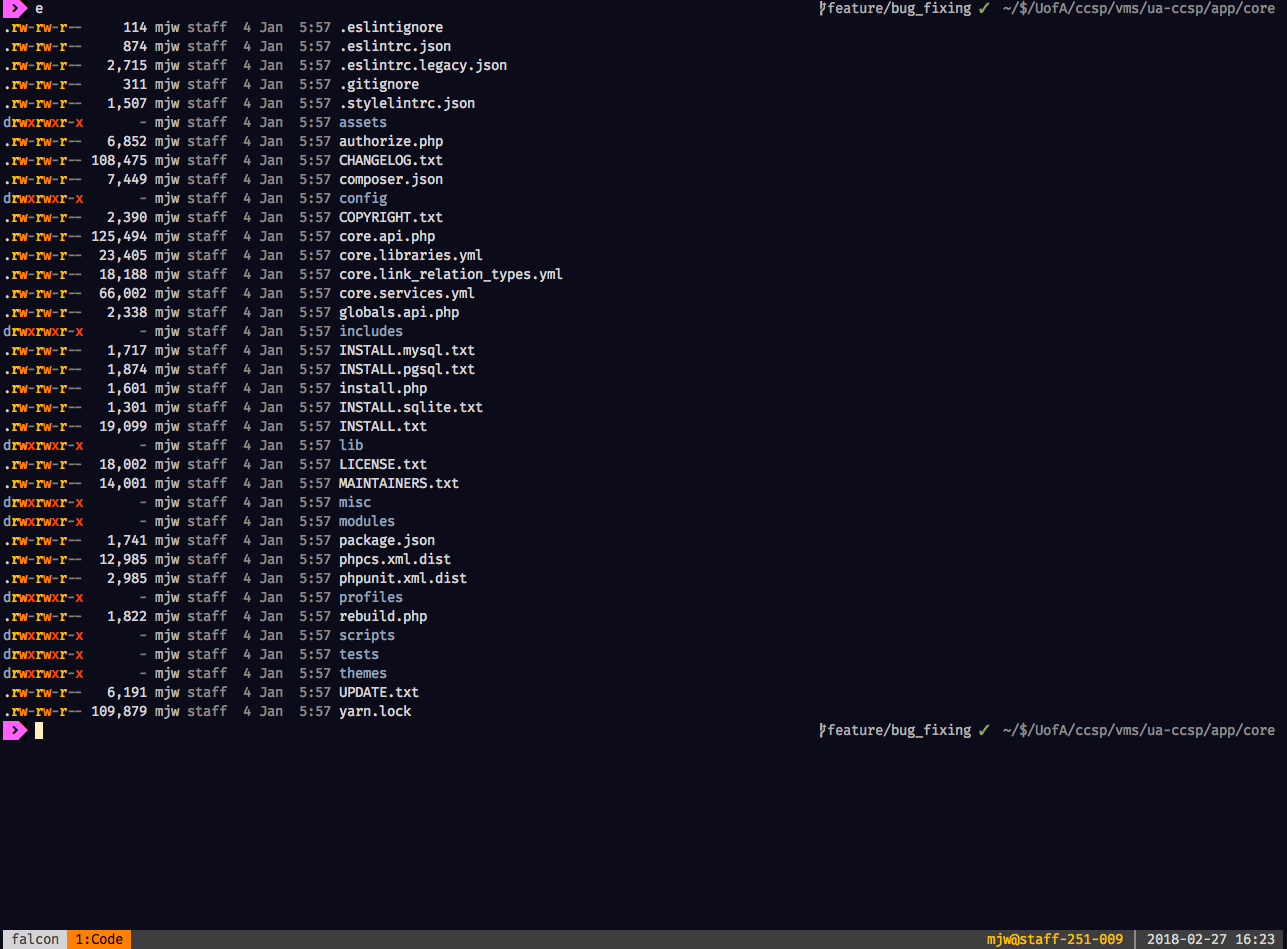 > e feature/bug_fixing ✓ ~/$/UofA/ccsp/vms/ua-ccsp/app/core
.rw-rw-r-- 114 mjw staff 4 Jan 5:57 .eslintignore
.rw-rw-r-- 874 mjw staff 4 Jan 5:57 .eslintrc.json
.rw-rw-r-- 2,715 mjw staff 4 Jan 5:57 .eslintrc.legacy.json
.rw-rw-r-- 311 mjw staff 4 Jan 5:57 .gitignore
.rw-rw-r-- 1,507 mjw staff 4 Jan 5:57 .stylelintrc.json
drwxrwxr-x - mjw staff 4 Jan 5:57 assets
.rw-rw-r-- 6,852 mjw staff 4 Jan 5:57 authorize.php
.rw-rw-r-- 108,475 mjw staff 4 Jan 5:57 CHANGELOG.txt
.rw-rw-r-- 7,449 mjw staff 4 Jan 5:57 composer.json
drwxrwxr-x - mjw staff 4 Jan 5:57 config
.rw-rw-r-- 2,390 mjw staff 4 Jan 5:57 COPYRIGHT.txt
.rw-rw-r-- 125,494 mjw staff 4 Jan 5:57 core.api.php
.rw-rw-r-- 23,405 mjw staff 4 Jan 5:57 core.libraries.yml
.rw-rw-r-- 18,188 mjw staff 4 Jan 5:57 core.link_relation_types.yml
.rw-rw-r-- 66,002 mjw staff 4 Jan 5:57 core.services.yml
.rw-rw-r-- 2,338 mjw staff 4 Jan 5:57 globals.api.php
drwxrwxr-x - mjw staff 4 Jan 5:57 includes
.rw-rw-r-- 1,717 mjw staff 4 Jan 5:57 INSTALL.mysql.txt
.rw-rw-r-- 1,874 mjw staff 4 Jan 5:57 INSTALL.pgsql.txt
.rw-rw-r-- 1,601 mjw staff 4 Jan 5:57 install.php
.rw-rw-r-- 1,301 mjw staff 4 Jan 5:57 INSTALL.sqlite.txt
.rw-rw-r-- 19,099 mjw staff 4 Jan 5:57 INSTALL.txt
drwxrwxr-x - mjw staff 4 Jan 5:57 lib
.rw-rw-r-- 18,002 mjw staff 4 Jan 5:57 LICENSE.txt
.rw-rw-r-- 14,001 mjw staff 4 Jan 5:57 MAINTAINERS.txt
drwxrwxr-x - mjw staff 4 Jan 5:57 misc
drwxrwxr-x - mjw staff 4 Jan 5:57 modules
.rw-rw-r-- 1,741 mjw staff 4 Jan 5:57 package.json
.rw-rw-r-- 12,985 mjw staff 4 Jan 5:57 phpcs.xml.dist
.rw-rw-r-- 2,985 mjw staff 4 Jan 5:57 phpunit.xml.dist
drwxrwxr-x - mjw staff 4 Jan 5:57 profiles
.rw-rw-r-- 1,822 mjw staff 4 Jan 5:57 rebuild.php
drwxrwxr-x - mjw staff 4 Jan 5:57 scripts
drwxrwxr-x - mjw staff 4 Jan 5:57 tests
drwxrwxr-x - mjw staff 4 Jan 5:57 themes
.rw-rw-r-- 6,191 mjw staff 4 Jan 5:57 UPDATE.txt
.rw-rw-r-- 109,879 mjw staff 4 Jan 5:57 yarn.lock
> feature/bug_fixing ✓ ~/$/UofA/ccsp/vms/ua-ccsp/app/core
falcon 1:Code mjw@staff-251-009 | 2018-02-27 16:23